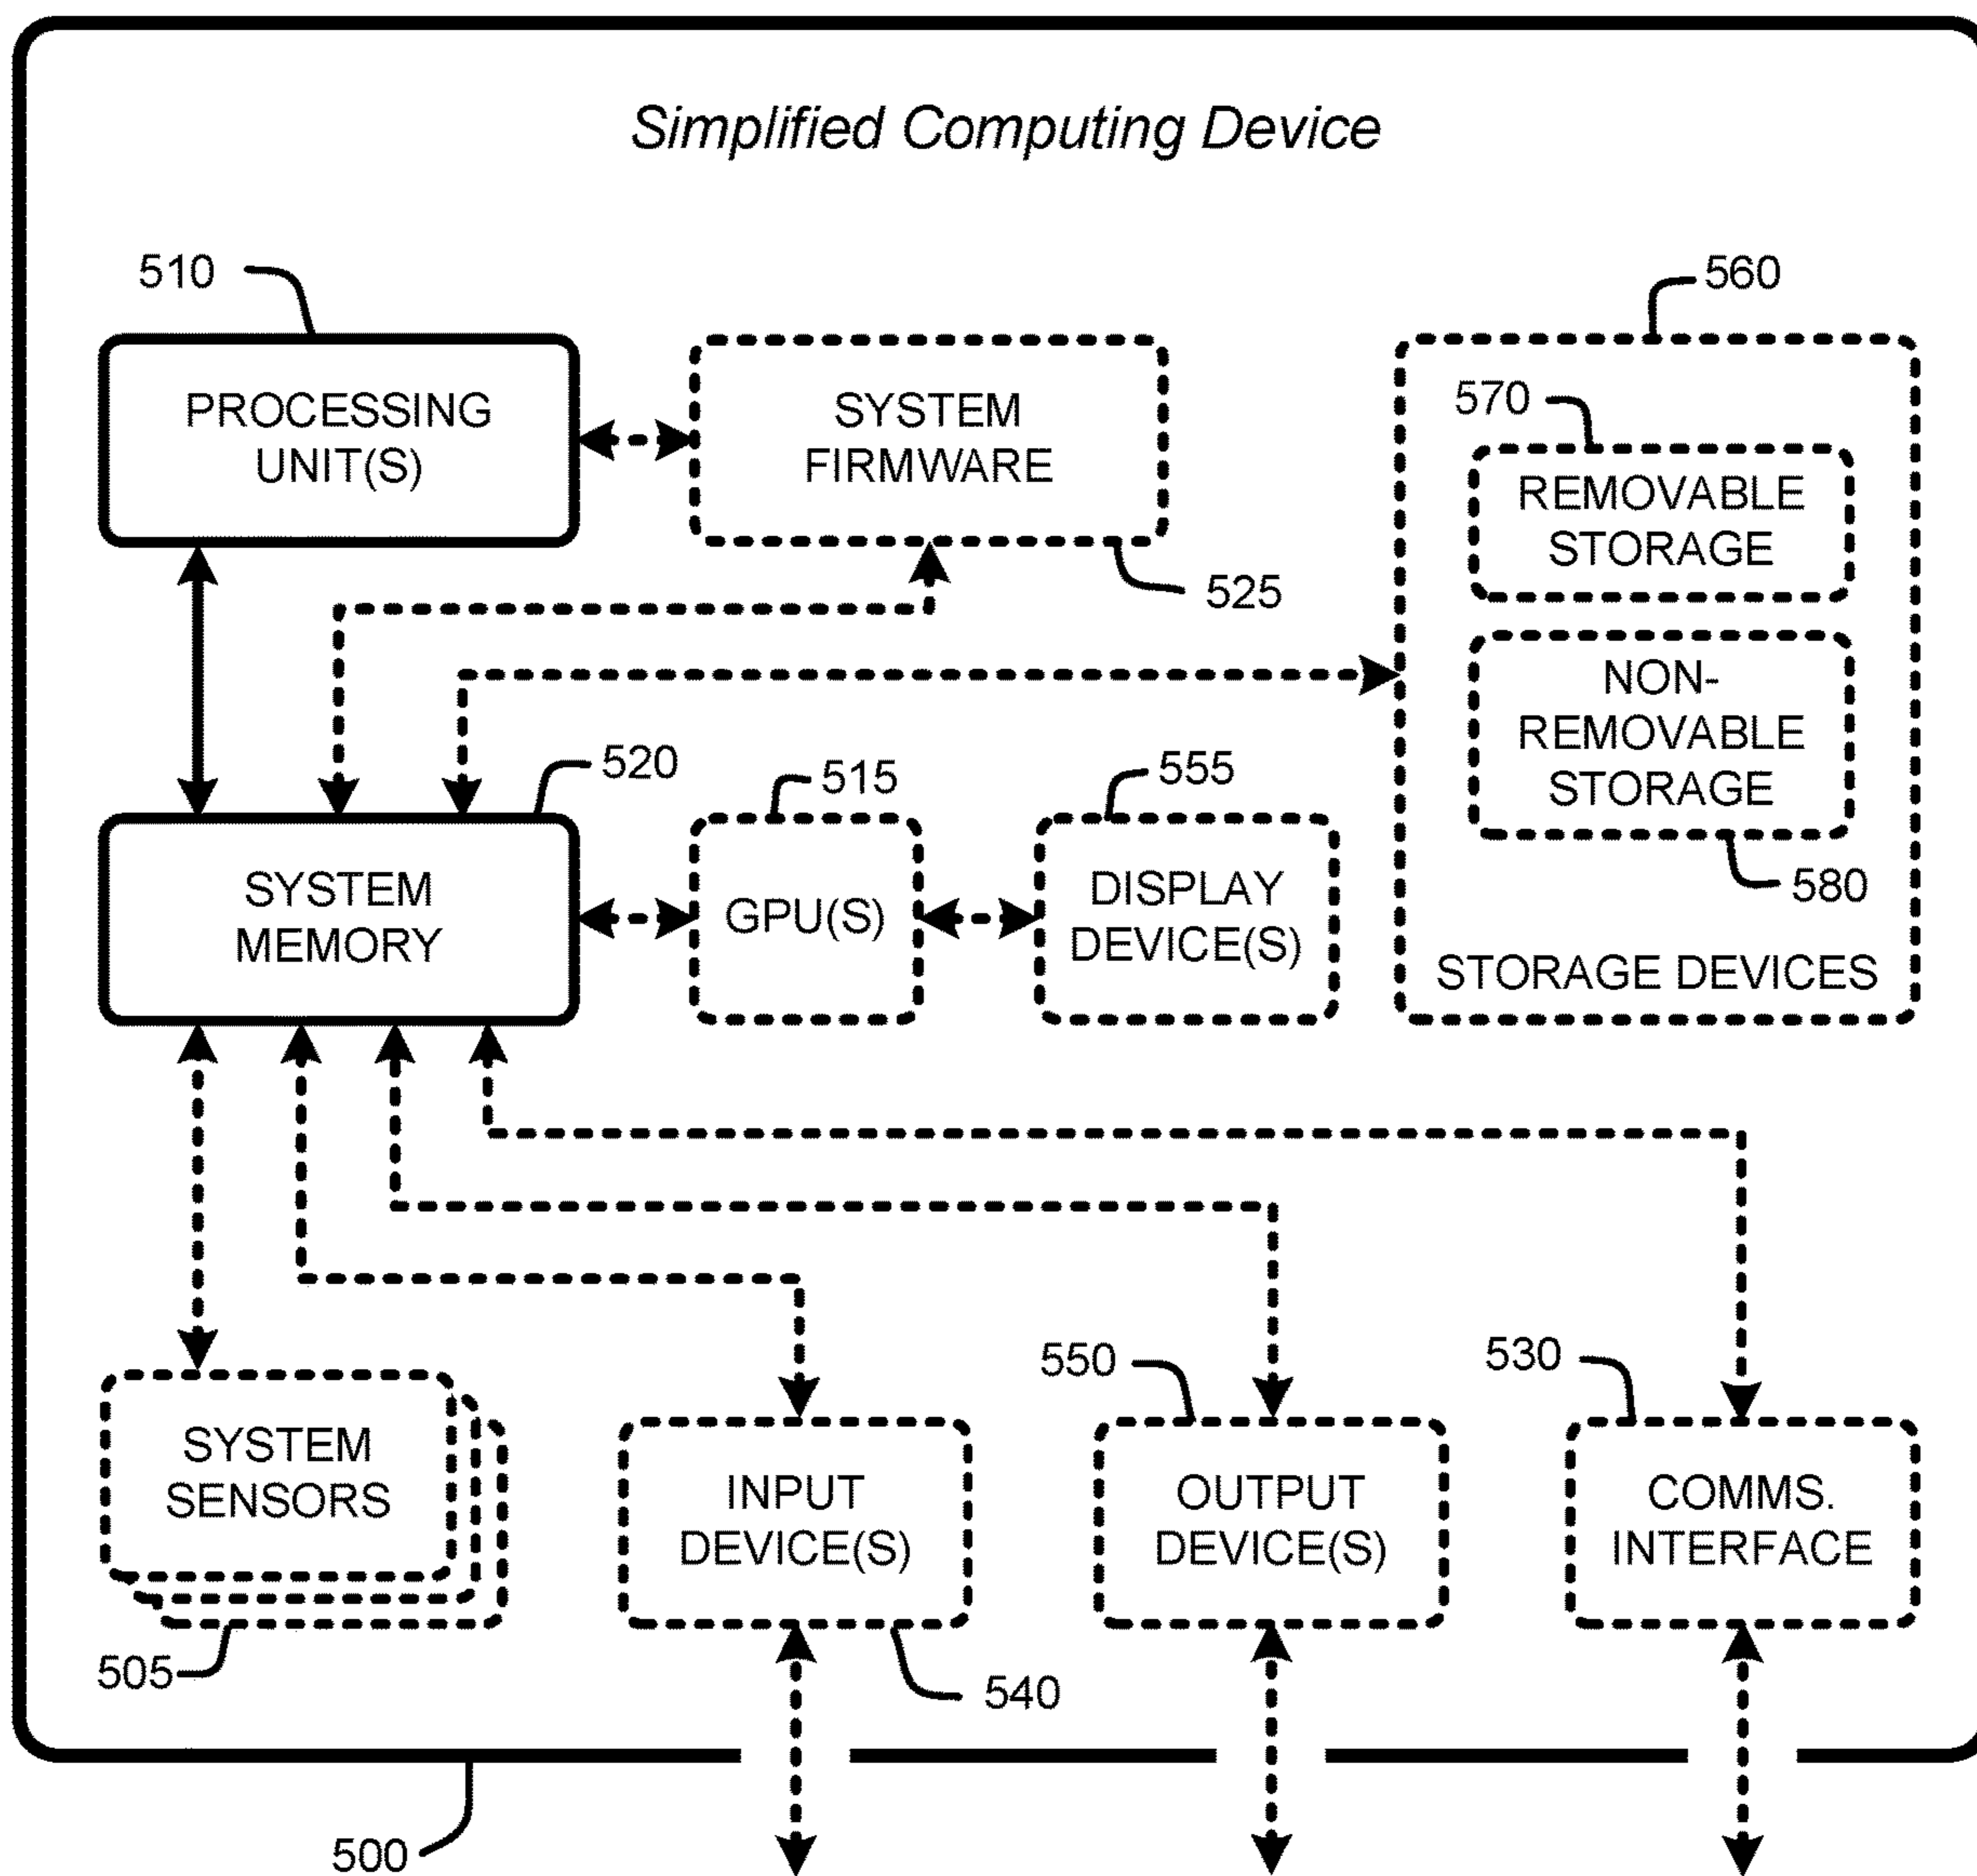 Simplified Computing Device
510
560
PROCESSING
UNIT(S)
SYSTEM
FIRMWARE
570
REMOVABLE
STORAGE
525
NON-
REMOVABLE
STORAGE
580
STORAGE DEVICES
520
515
555
SYSTEM
MEMORY
GPU(S)
DISPLAY
DEVICE(S)
550
530
SYSTEM
SENSORS
INPUT
DEVICE(S)
OUTPUT
DEVICE(S)
COMMS.
INTERFACE
505
540
500